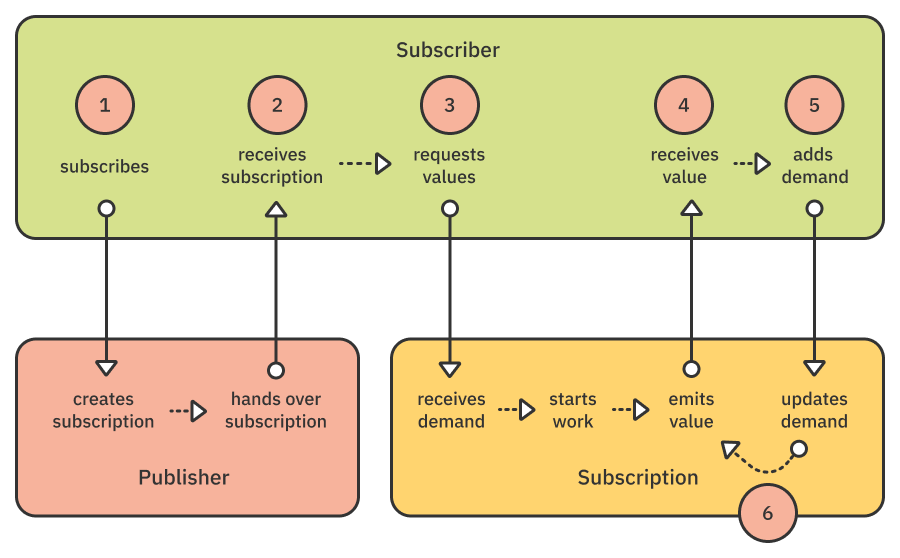 Subscriber
1
2
3
4
5
subscribes
receives
subscription
requests
values
receives
value
adds
demand
creates
subscription
hands over
subscription
Publisher
receives
demand
starts
work
emits
value
updates
demand
Subscription
6